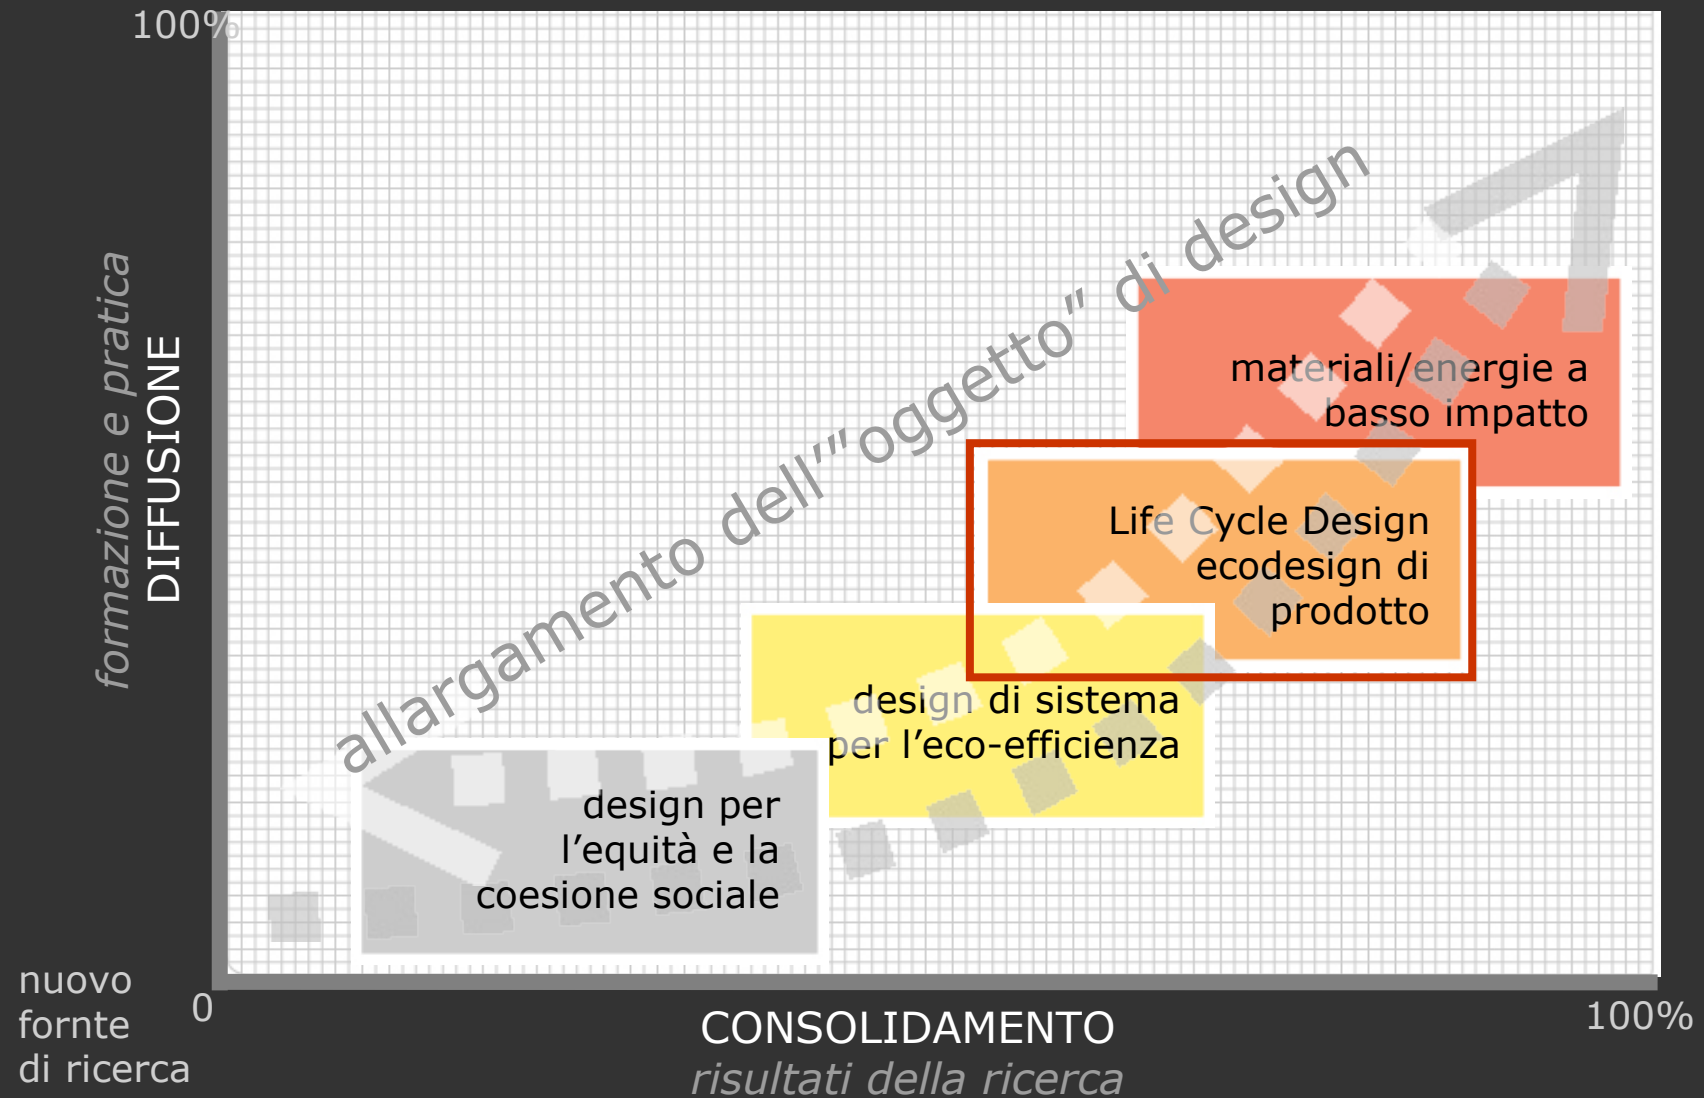 100%
formazione e pratica
DIFFUSIONE
allargamento dell’"oggetto" di design
materiali/energie a
basso impatto
Life Cycle Design
ecodesign di
prodotto
design di sistema
per l’eco-efficienza
design per
l’equità e la
coesione sociale
nuovo
fornte
di ricerca
0
CONSOLIDAMENTO
risultati della ricerca
100%